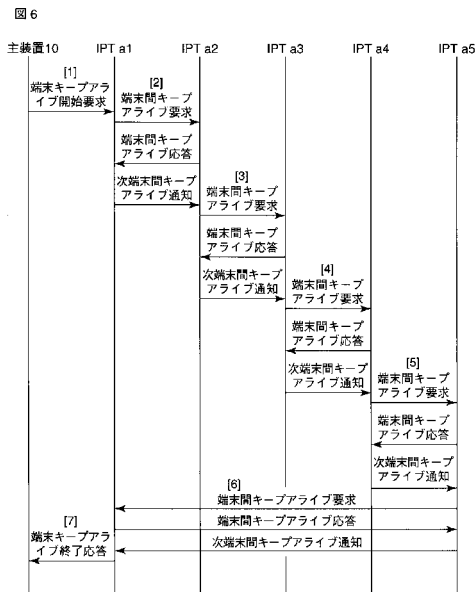 図6
主装置10 IPT a1 IPT a2 IPT a3 IPT a4 IPT a5
[1]
端末キープアラ
イブ開始要求
[2]
端末間キープ
アライブ要求
端末間キープ
アライブ応答
次端末間キープ
アライブ通知
[3]
端末間キープ
アライブ要求
端末間キープ
アライブ応答
次端末間キープ
アライブ通知
[4]
端末間キープ
アライブ要求
端末間キープ
アライブ応答
次端末間キープ
アライブ通知
[5]
端末間キープ
アライブ要求
端末間キープ
アライブ応答
次端末間キープ
アライブ通知
[6]
端末間キープアライブ要求
端末間キープアライブ応答
次端末間キープアライブ通知
[7]
端末キープアラ
イブ終了応答